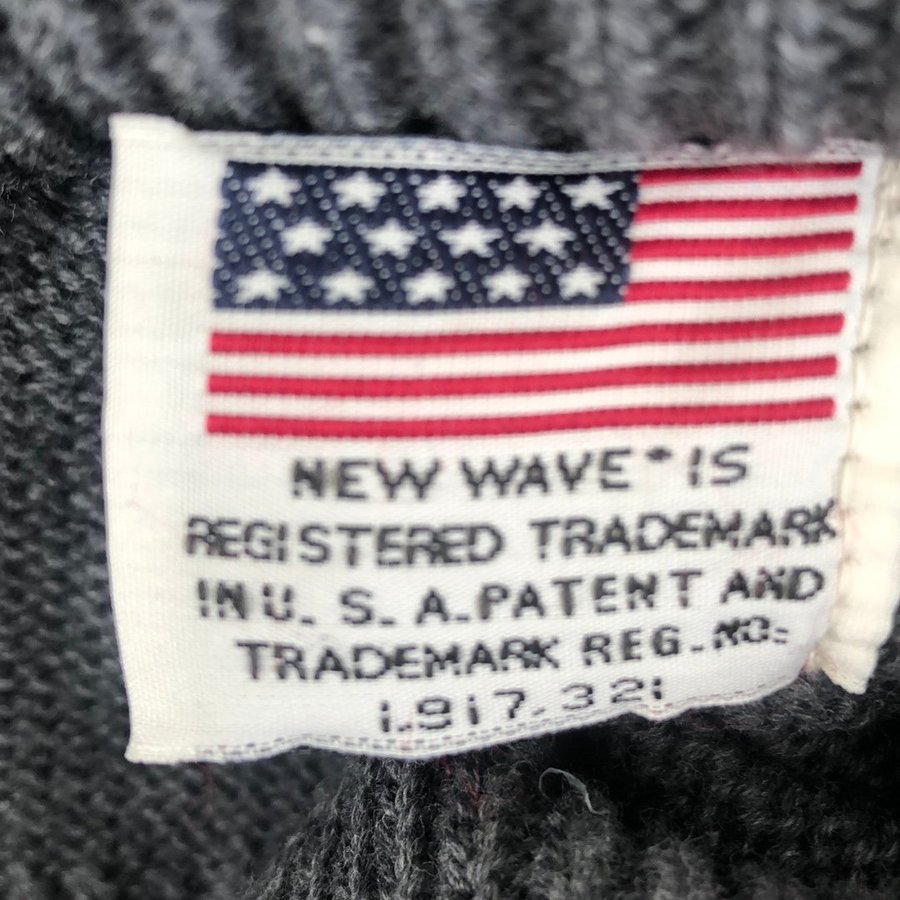 NEW WAVE* IS
REGISTERED TRADEMARK
IN U. S. A. PATENT AND
TRADEMARK REG. NO:
1.917.321